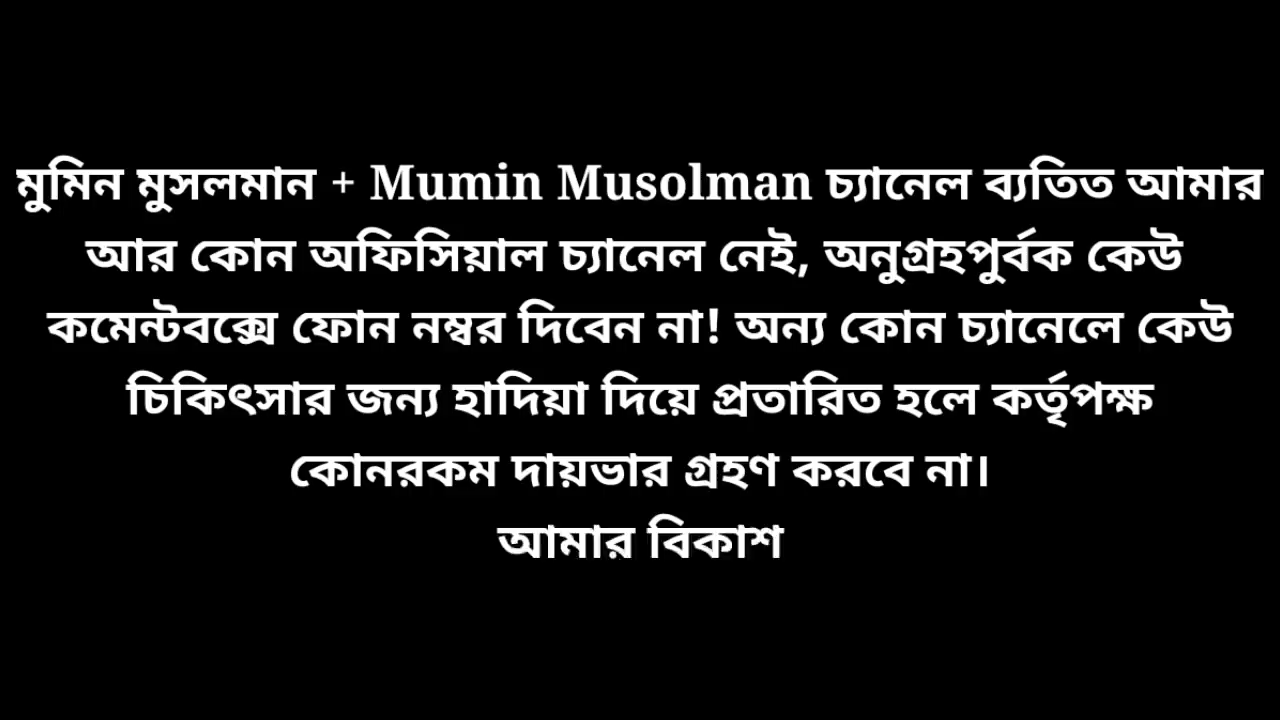 মুমিন মুসলমান + Mumin Musolman চ্যানেল ব্যতিত আমার
আর কোন অফিসিয়াল চ্যানেল নেই, অনুগ্রহপুর্বক কেউ
কমেন্টবক্সে ফোন নম্বর দিবেন না! অন্য কোন চ্যানেলে কেউ
চিকিৎসার জন্য হাদিয়া দিয়ে প্রতারিত হলে কর্তৃপক্ষ
কোনরকম দায়ভার গ্রহণ করবে না।
আমার বিকাশ